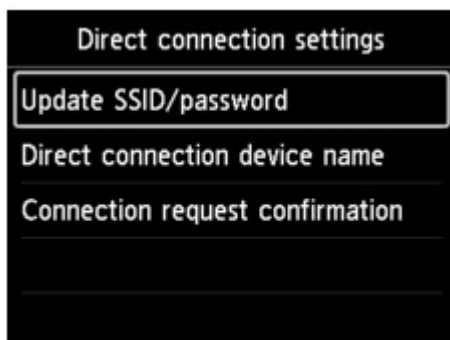 Direct connection settings
Update SSID/password
Direct connection device name
Connection request confirmation